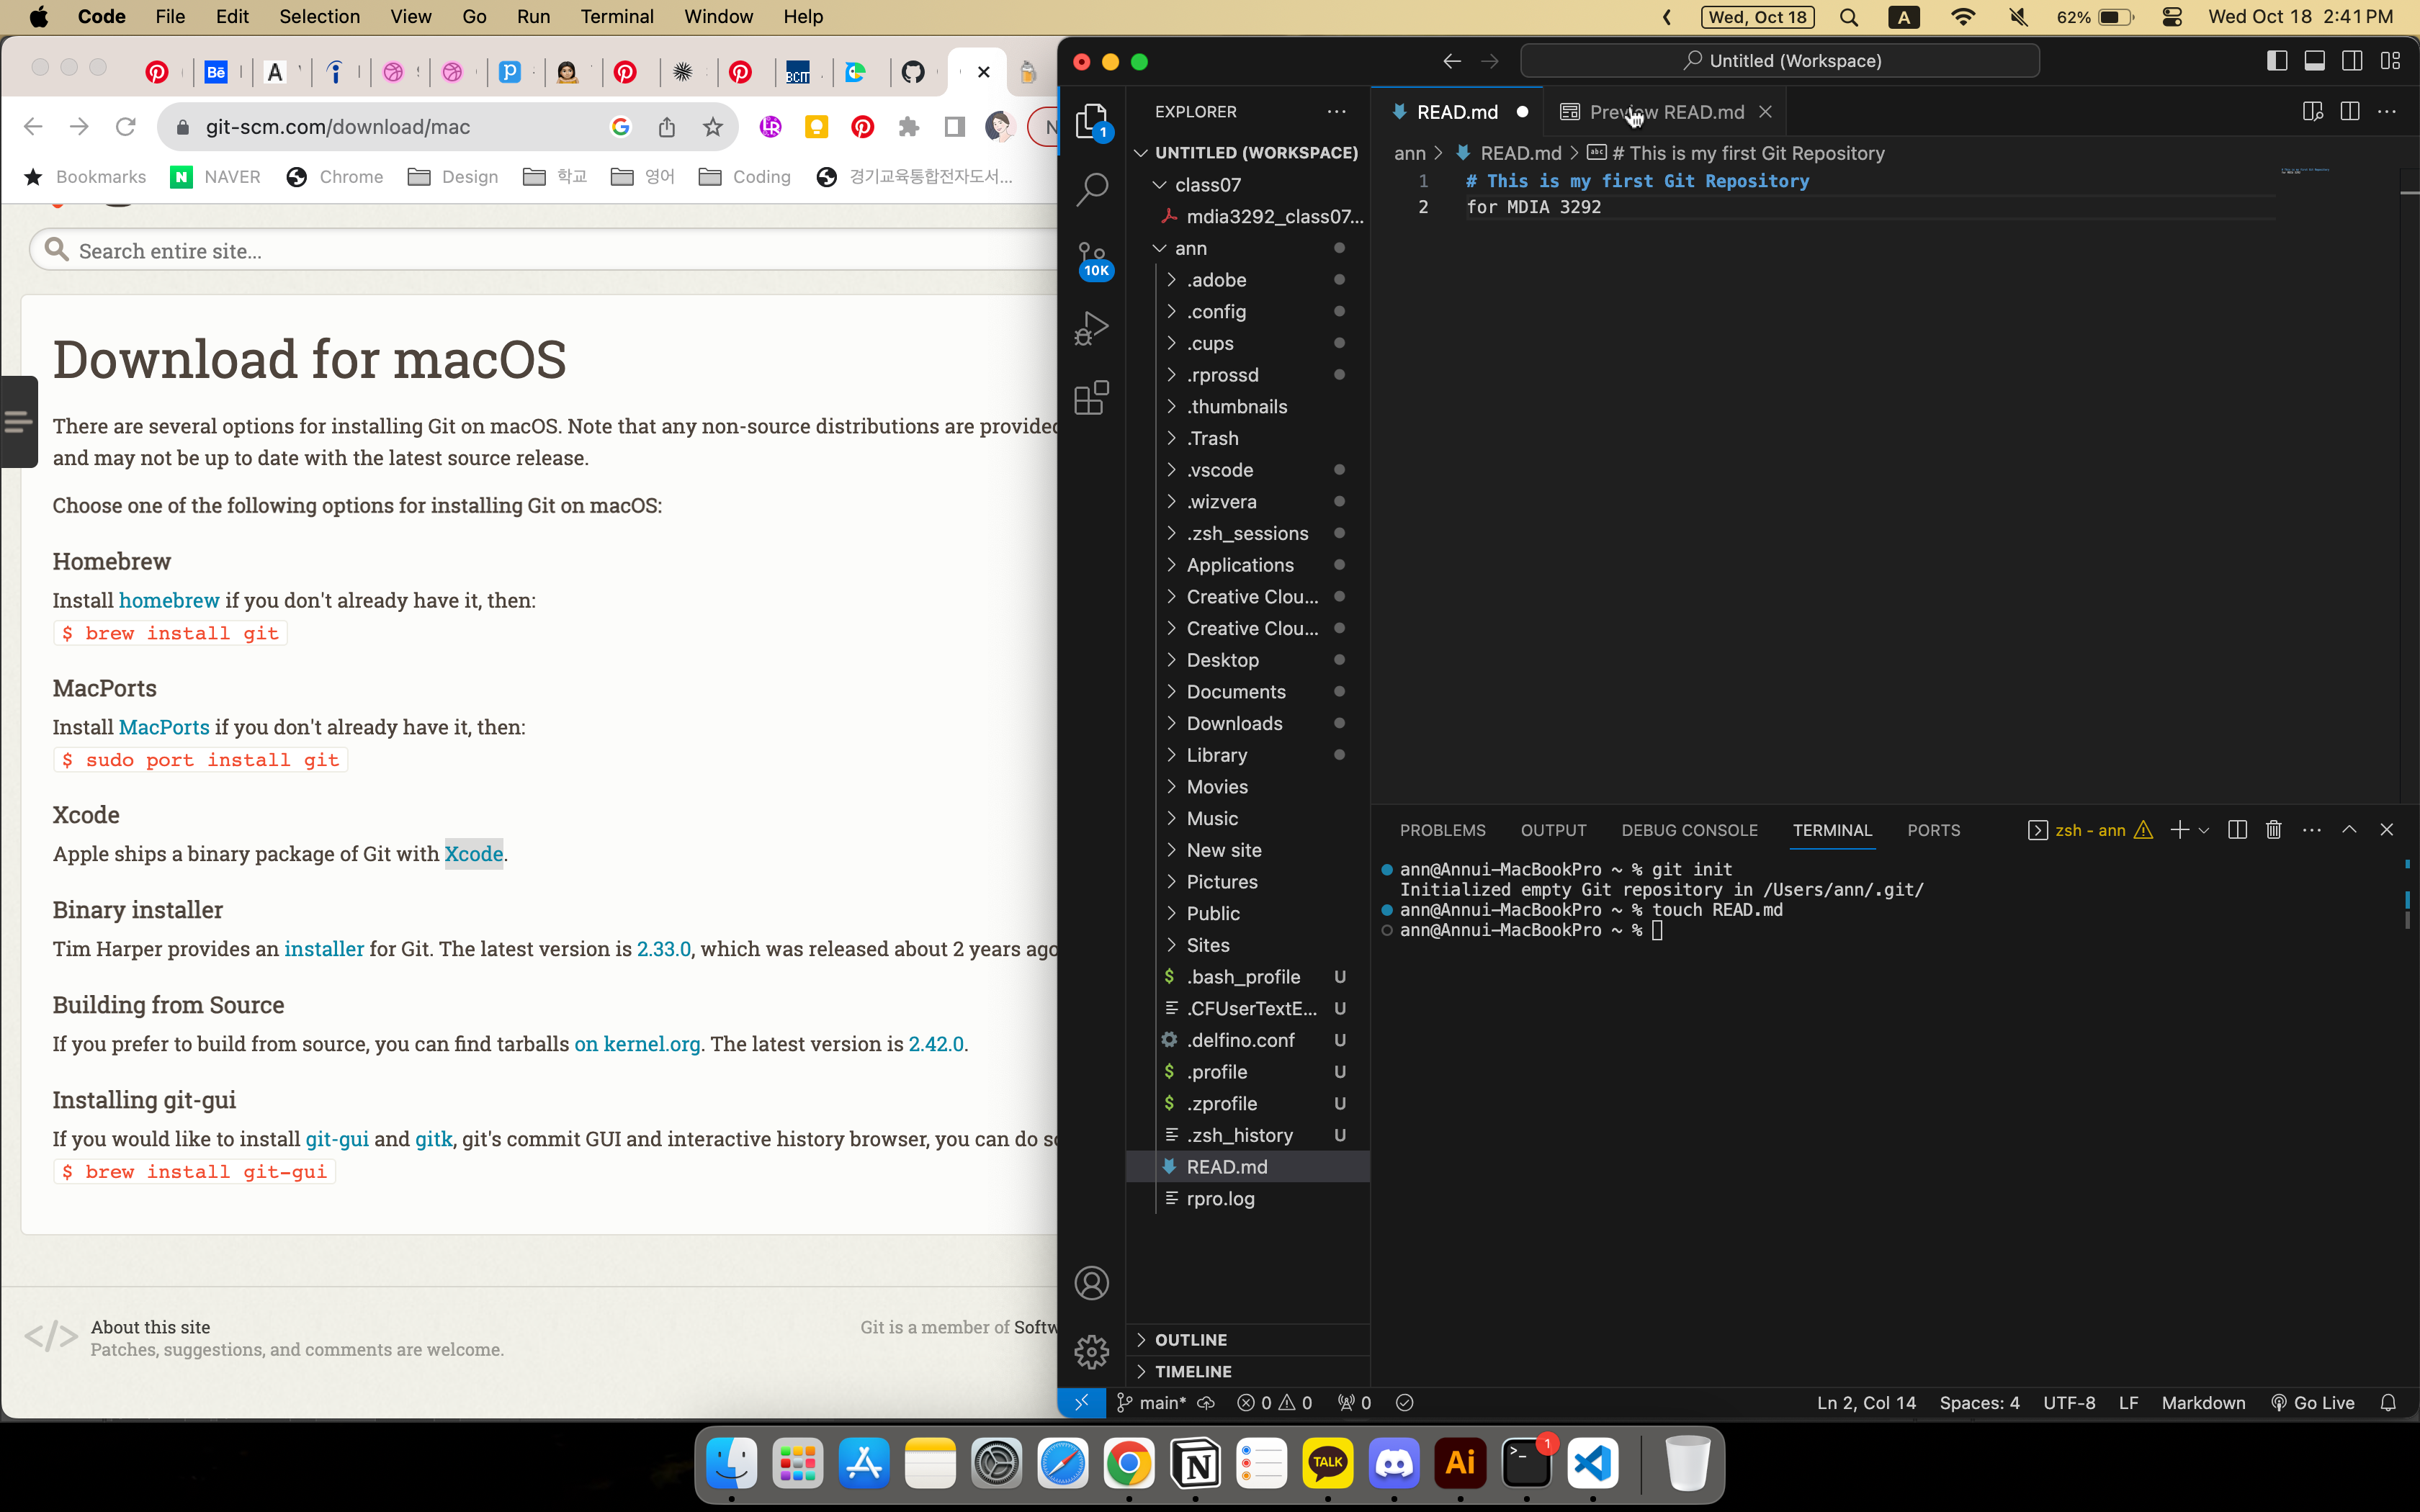 Code File Edit Selection View Go Run Terminal Window Help
Wed, Oct 18 A 62% Wed Oct 18 2:41 PM
Bē A p BCIT
git-scm.com/download/mac
Bookmarks N NAVER Chrome Design 학교 영어 Coding 경기교육통합전자도서...
Search entire site...
Download for macOS
There are several options for installing Git on macOS. Note that any non-source distributions are provided
and may not be up to date with the latest source release.
Choose one of the following options for installing Git on macOS:
Homebrew
Install homebrew if you don't already have it, then:
$ brew install git
MacPorts
Install MacPorts if you don't already have it, then:
$ sudo port install git
Xcode
Apple ships a binary package of Git with Xcode.
Binary installer
Tim Harper provides an installer for Git. The latest version is 2.33.0, which was released about 2 years ago
Building from Source
If you prefer to build from source, you can find tarballs on kernel.org. The latest version is 2.42.0.
Installing git-gui
If you would like to install git-gui and gitk, git's commit GUI and interactive history browser, you can do so
$ brew install git-gui
</> About this site
Patches, suggestions, and comments are welcome.
Git is a member of Softw
Untitled (Workspace)
1
10K
EXPLORER ...
UNTITLED (WORKSPACE)
class07
mdia3292_class07...
ann
.adobe
.config
.cups
.rprossd
.thumbnails
.Trash
.vscode
.wizvera
.zsh_sessions
Applications
Creative Clou...
Creative Clou...
Desktop
Documents
Downloads
Library
Movies
Music
New site
Pictures
Public
Sites
$ .bash_profile U
.CFUserTextE... U
.delfino.conf U
$ .profile U
$ .zprofile U
.zsh_history U
READ.md
rpro.log
OUTLINE
TIMELINE
READ.md Preview READ.md
ann > READ.md > abc # This is my first Git Repository
1 # This is my first Git Repository
2 for MDIA 3292
PROBLEMS OUTPUT DEBUG CONSOLE TERMINAL PORTS zsh - ann
ann@Annui-MacBookPro ~ % git init
Initialized empty Git repository in /Users/ann/.git/
ann@Annui-MacBookPro ~ % touch READ.md
ann@Annui-MacBookPro ~ %
main* 0 0 0 Ln 2, Col 14 Spaces: 4 UTF-8 LF Markdown Go Live
N TALK Ai >_ 1